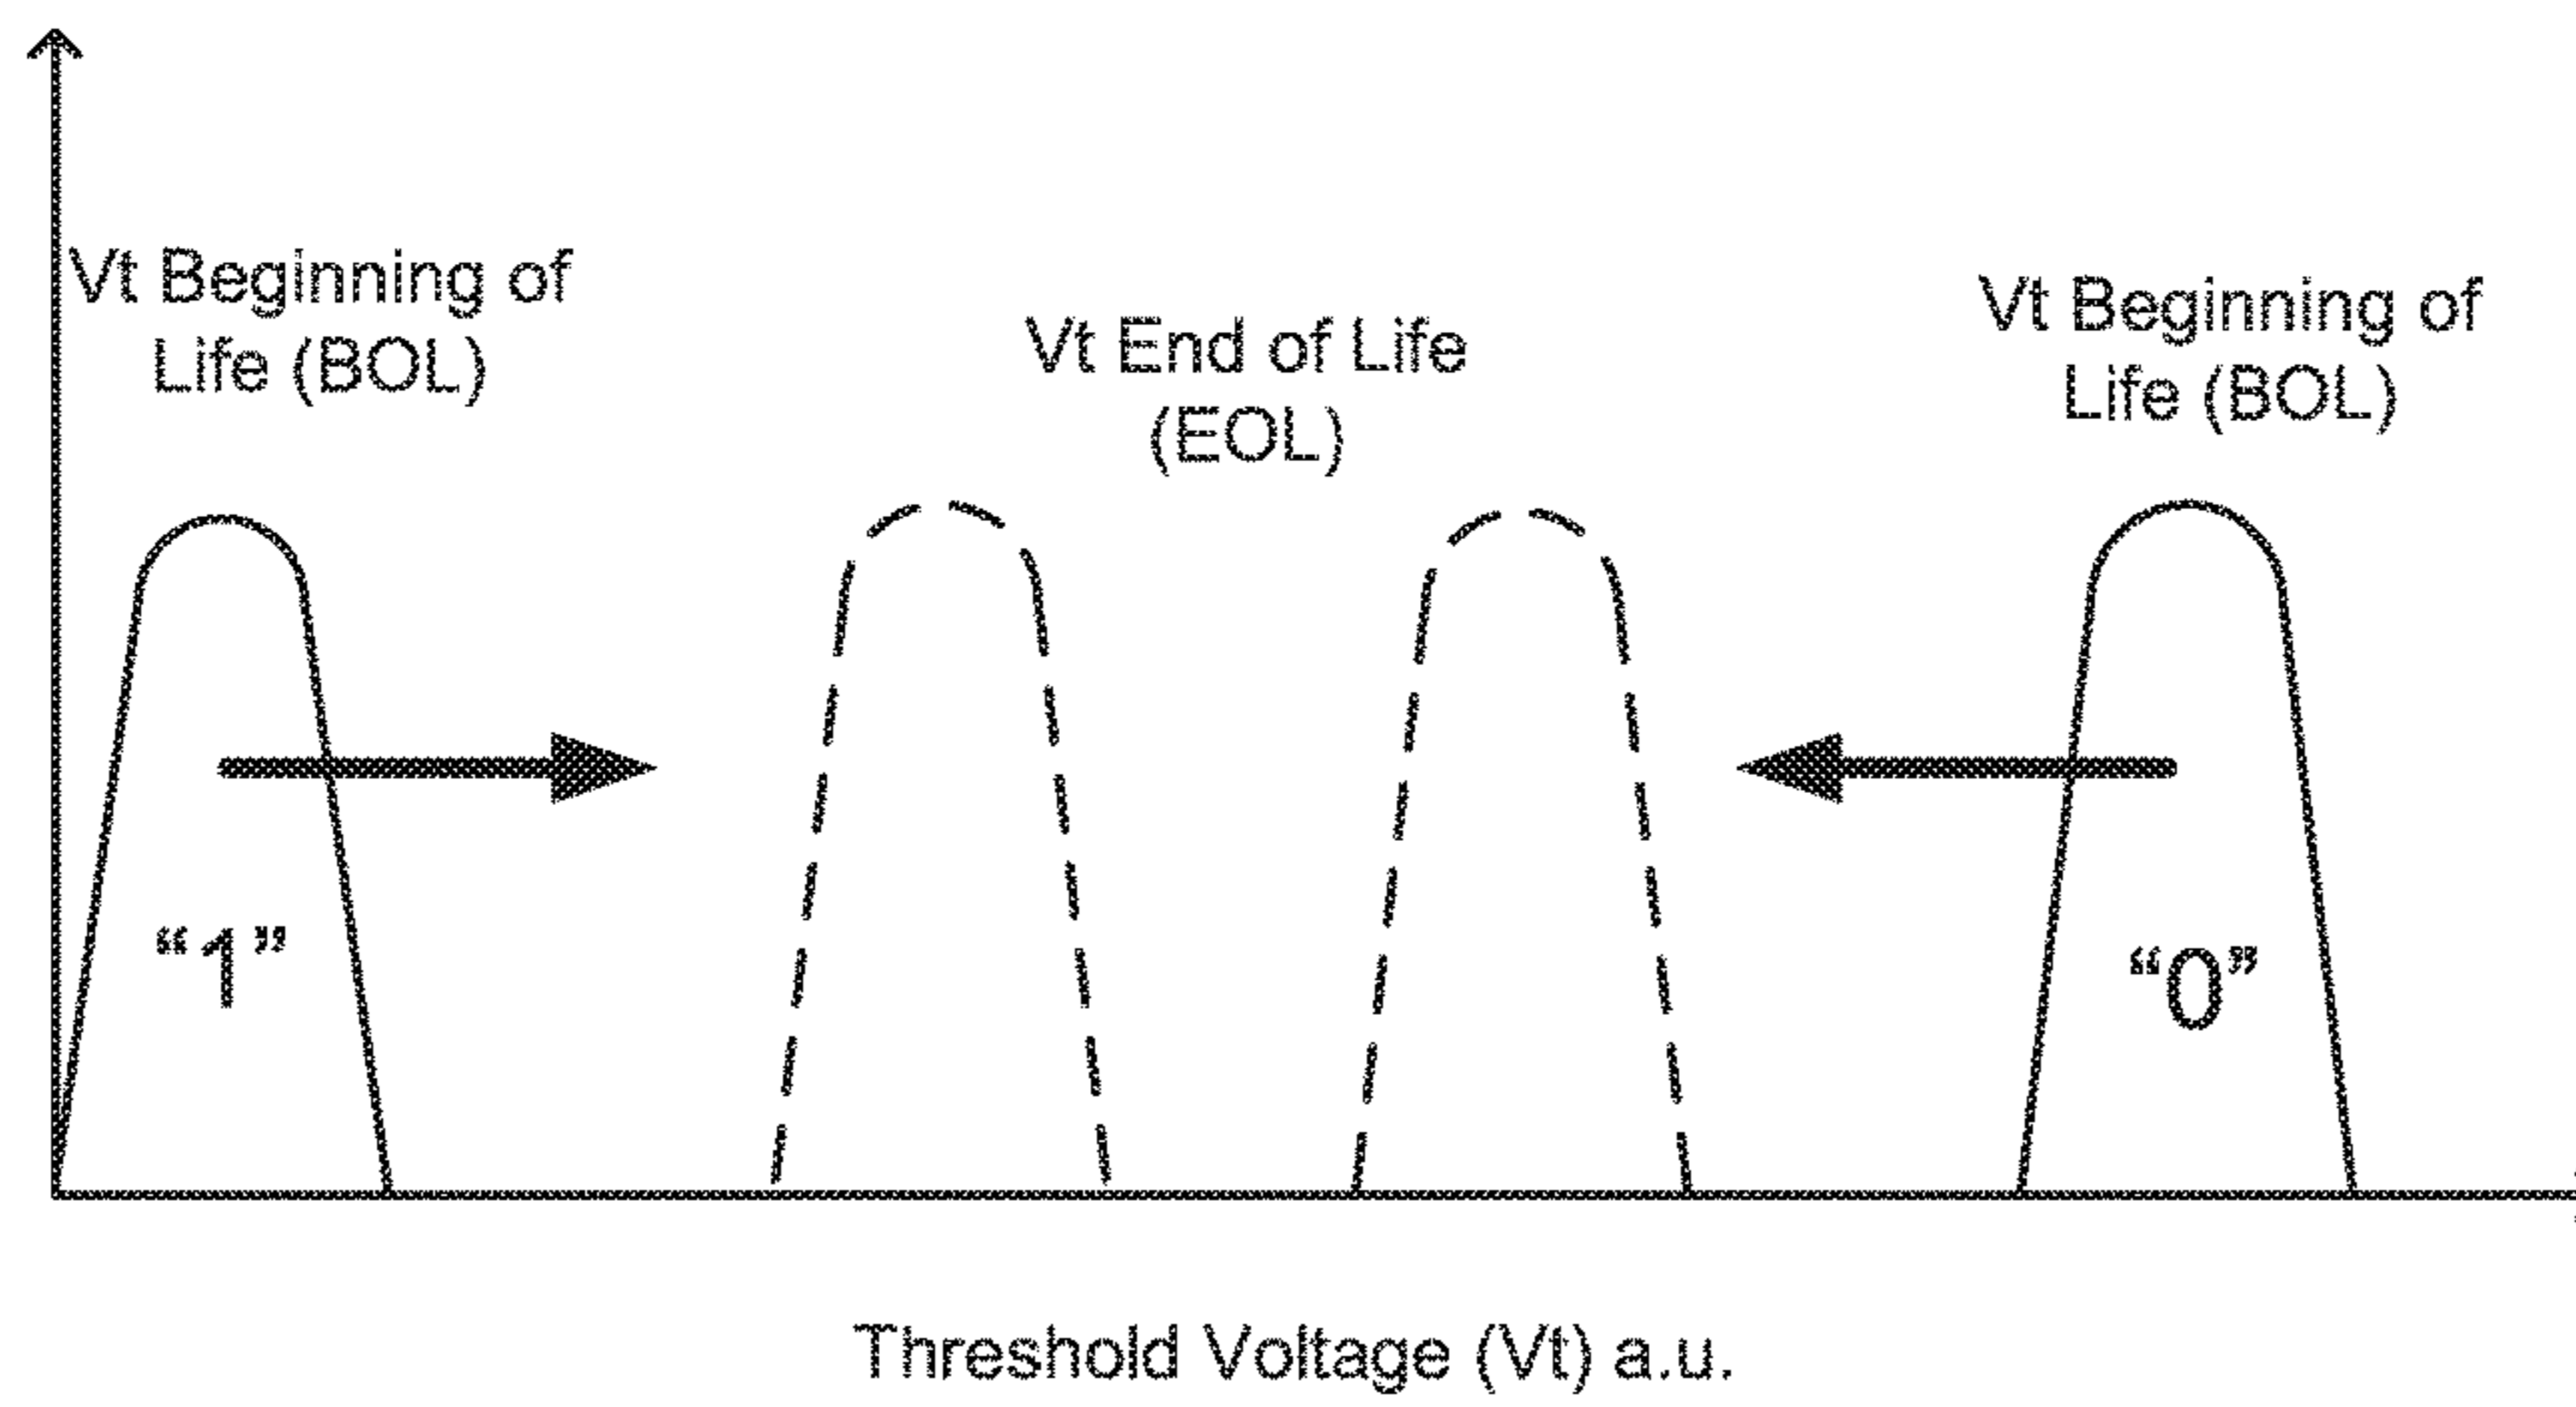 Vt Beginning of
Life (BOL)
Vt End of Life
(EOL)
Vt Beginning of
Life (BOL)
“1”
“0”
Threshold Voltage (Vt) a.u.